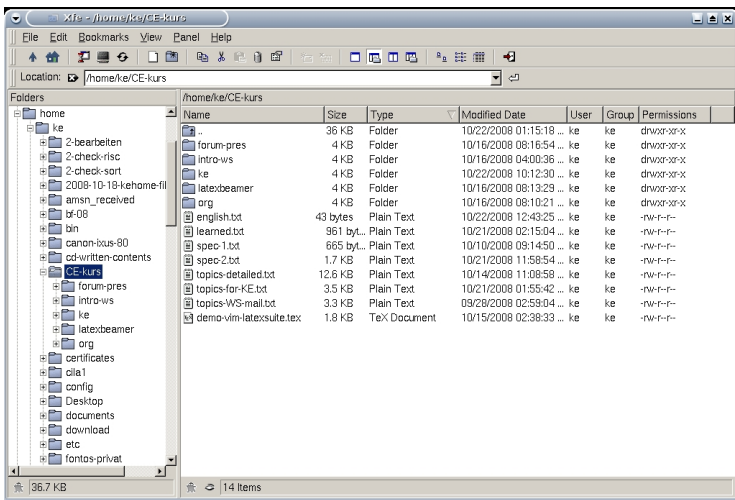 Xfe - /home/ke/CE-kurs
File Edit Bookmarks View Panel Help
Location: /home/ke/CE-kurs
Folders
home
ke
2-bearbeiten
2-check-risc
2-check-sort
2008-10-18-kehome-fil
amsn_received
bf-08
bin
canon-ixus-80
cd-written-contents
CE-kurs
forum-pres
intro-ws
ke
latexbeamer
org
certificates
cilla1
config
Desktop
documents
download
etc
fontos-privat
36.7 KB
/home/ke/CE-kurs
Name Size Type Modified Date User Group Permissions
.. 36 KB Folder 10/22/2008 01:15:18 ... ke ke drwxr-xr-x
forum-pres 4 KB Folder 10/16/2008 08:16:54 ... ke ke drwxr-xr-x
intro-ws 4 KB Folder 10/16/2008 04:00:36 ... ke ke drwxr-xr-x
ke 4 KB Folder 10/22/2008 10:12:30 ... ke ke drwxr-xr-x
latexbeamer 4 KB Folder 10/16/2008 08:13:29 ... ke ke drwxr-xr-x
org 4 KB Folder 10/16/2008 08:10:21 ... ke ke drwxr-xr-x
english.txt 43 bytes Plain Text 10/22/2008 12:43:25 ... ke ke -rw-r--r--
learned.txt 961 byt... Plain Text 10/21/2008 02:15:04 ... ke ke -rw-r--r--
spec-1.txt 665 byt... Plain Text 10/10/2008 09:14:50 ... ke ke -rw-r--r--
spec-2.txt 1.7 KB Plain Text 10/21/2008 11:58:54 ... ke ke -rw-r--r--
topics-detailed.txt 12.6 KB Plain Text 10/14/2008 11:08:58 ... ke ke -rw-r--r--
topics-for-KE.txt 3.5 KB Plain Text 10/21/2008 01:55:42 ... ke ke -rw-r--r--
topics-WS-mail.txt 3.3 KB Plain Text 09/28/2008 02:59:04 ... ke ke -rw-r--r--
demo-vim-latexsuite.tex 1.8 KB TeX Document 10/15/2008 02:38:33 ... ke ke -rw-r--r--
14 Items